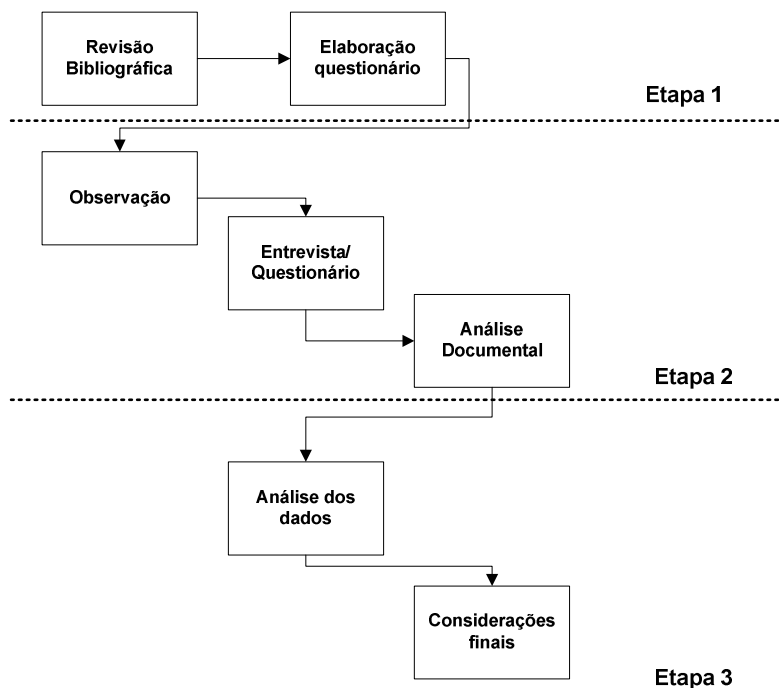 Revisão
Bibliográfica
Elaboração
questionário
Etapa 1
Observação
Entrevista/
Questionário
Análise
Documental
Etapa 2
Análise dos
dados
Considerações
finais
Etapa 3